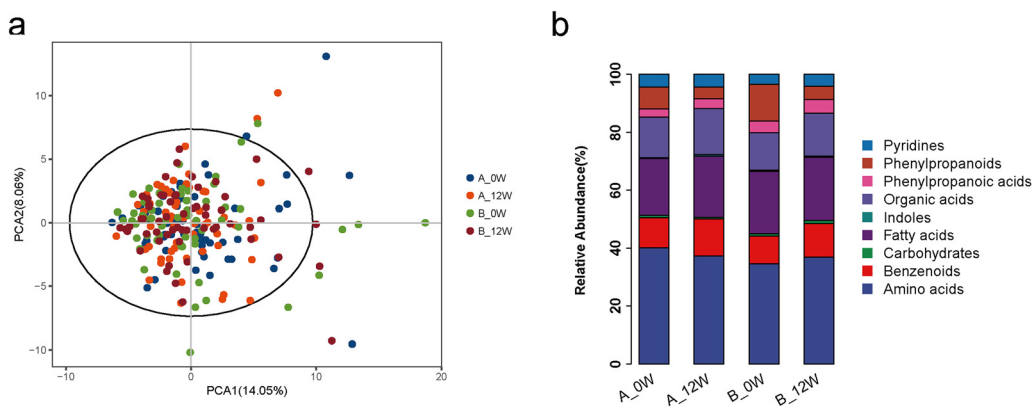 a
PCA2(8.06%)
10
5
0
−5
−10
−10
0
10
20
PCA1(14.05%)
A_0W
A_12W
B_0W
B_12W
b
Relative Abundance(%)
100
80
60
40
20
0
A_0W
A_12W
B_0W
B_12W
Pyridines
Phenylpropanoids
Phenylpropanoic acids
Organic acids
Indoles
Fatty acids
Carbohydrates
Benzenoids
Amino acids